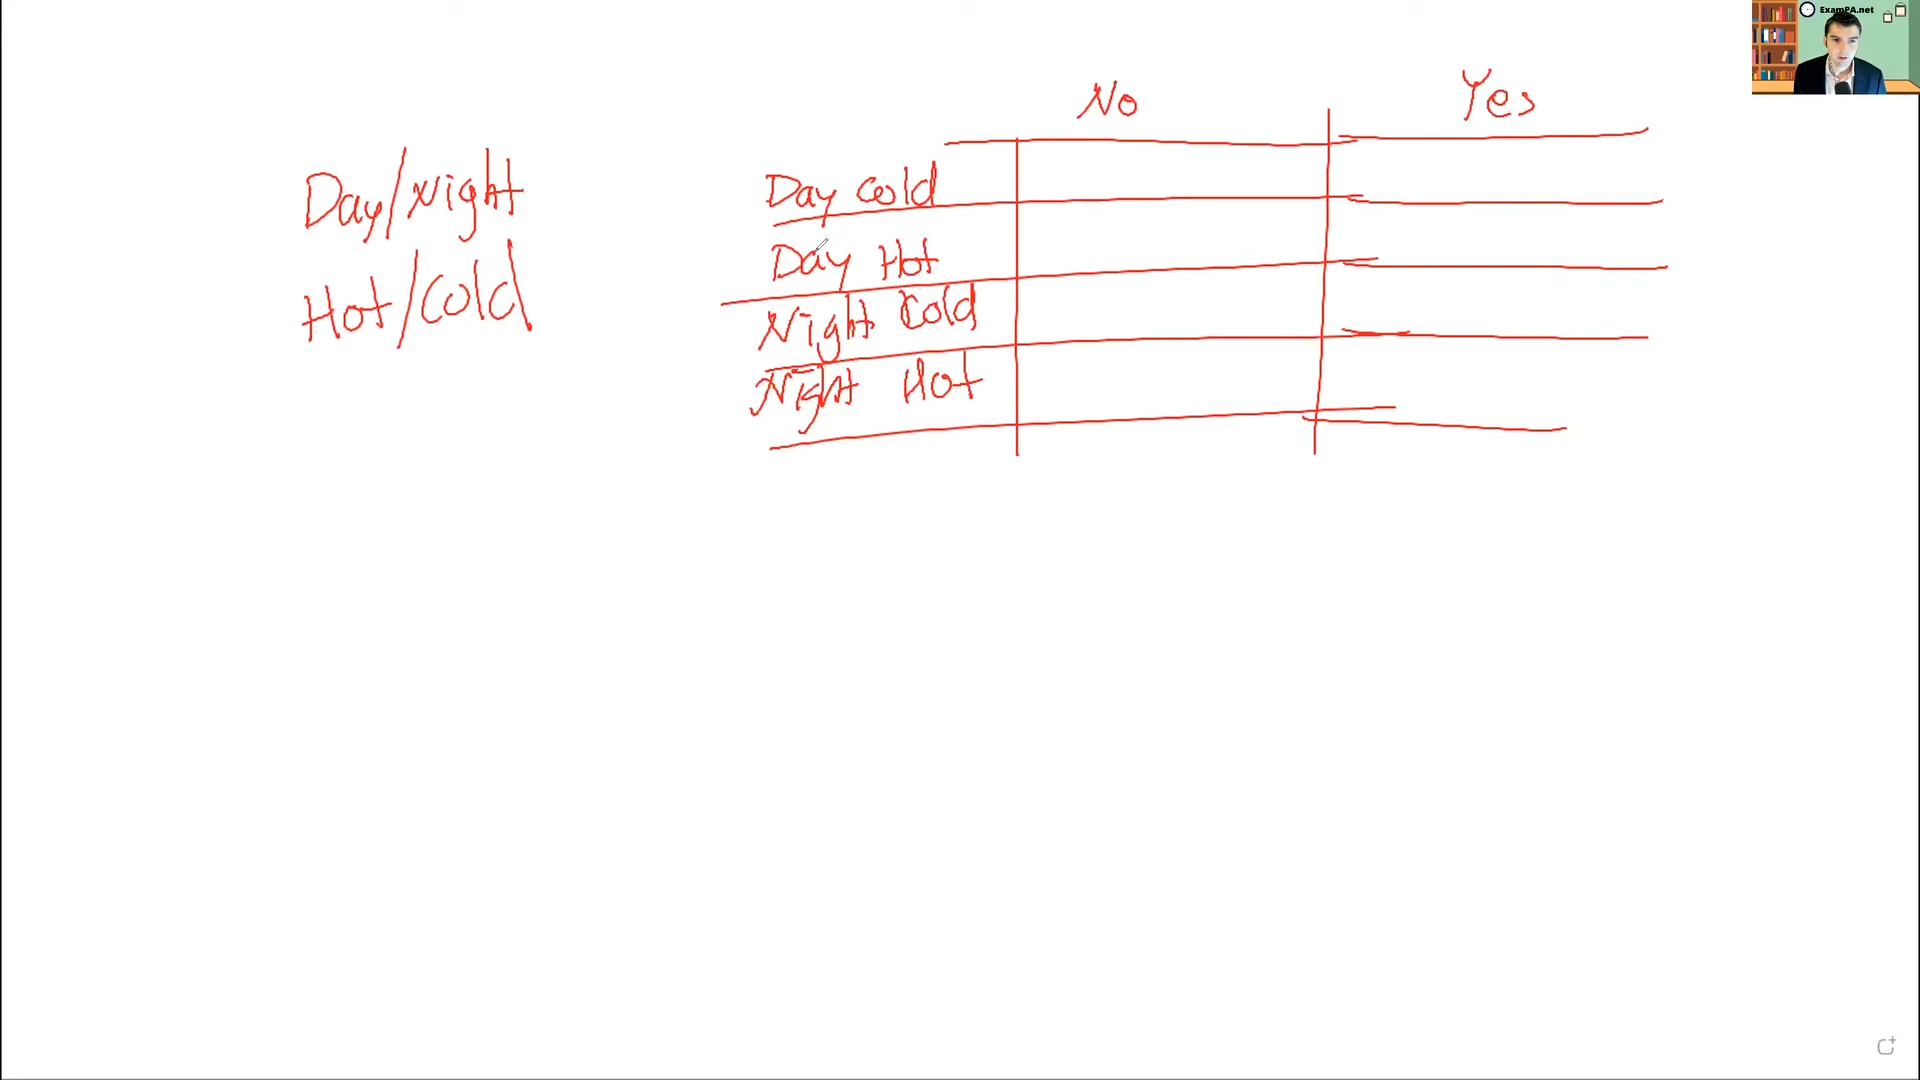 ExamPA.net
No Yes
Day/Night
Hot/Cold
Day Cold
Day Hot
Night Cold
Night Hot